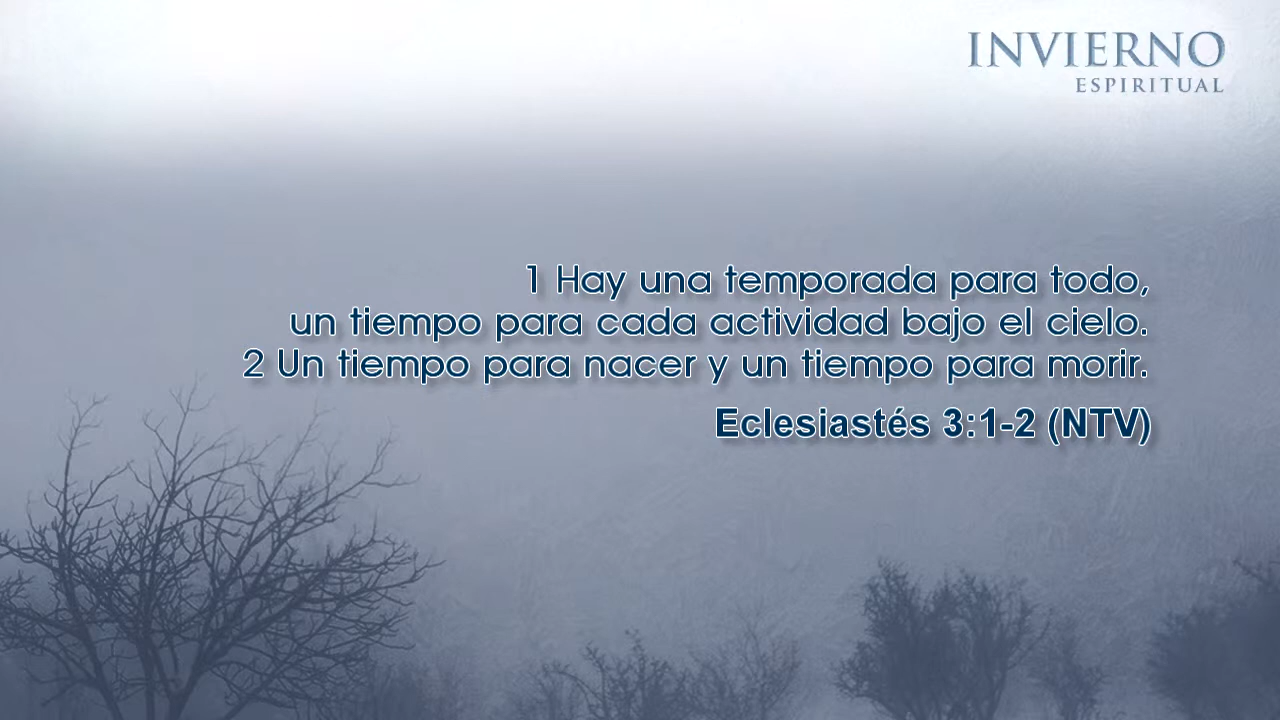 INVIERNO
ESPIRITUAL
1 Hay una temporada para todo,
un tiempo para cada actividad bajo el cielo.
2 Un tiempo para nacer y un tiempo para morir.
Eclesiastés 3:1-2 (NTV)